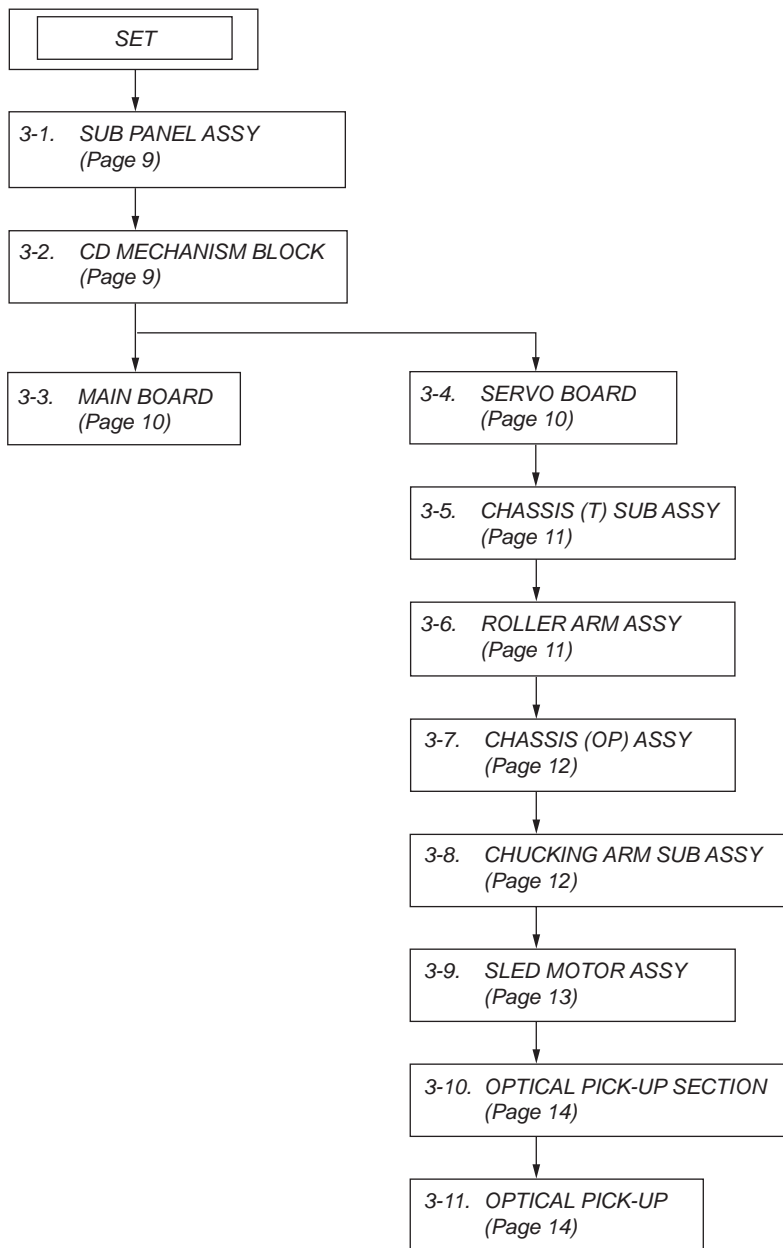 SET
3-1. SUB PANEL ASSY
(Page 9)
3-2. CD MECHANISM BLOCK
(Page 9)
3-3. MAIN BOARD
(Page 10)
3-4. SERVO BOARD
(Page 10)
3-5. CHASSIS (T) SUB ASSY
(Page 11)
3-6. ROLLER ARM ASSY
(Page 11)
3-7. CHASSIS (OP) ASSY
(Page 12)
3-8. CHUCKING ARM SUB ASSY
(Page 12)
3-9. SLED MOTOR ASSY
(Page 13)
3-10. OPTICAL PICK-UP SECTION
(Page 14)
3-11. OPTICAL PICK-UP
(Page 14)